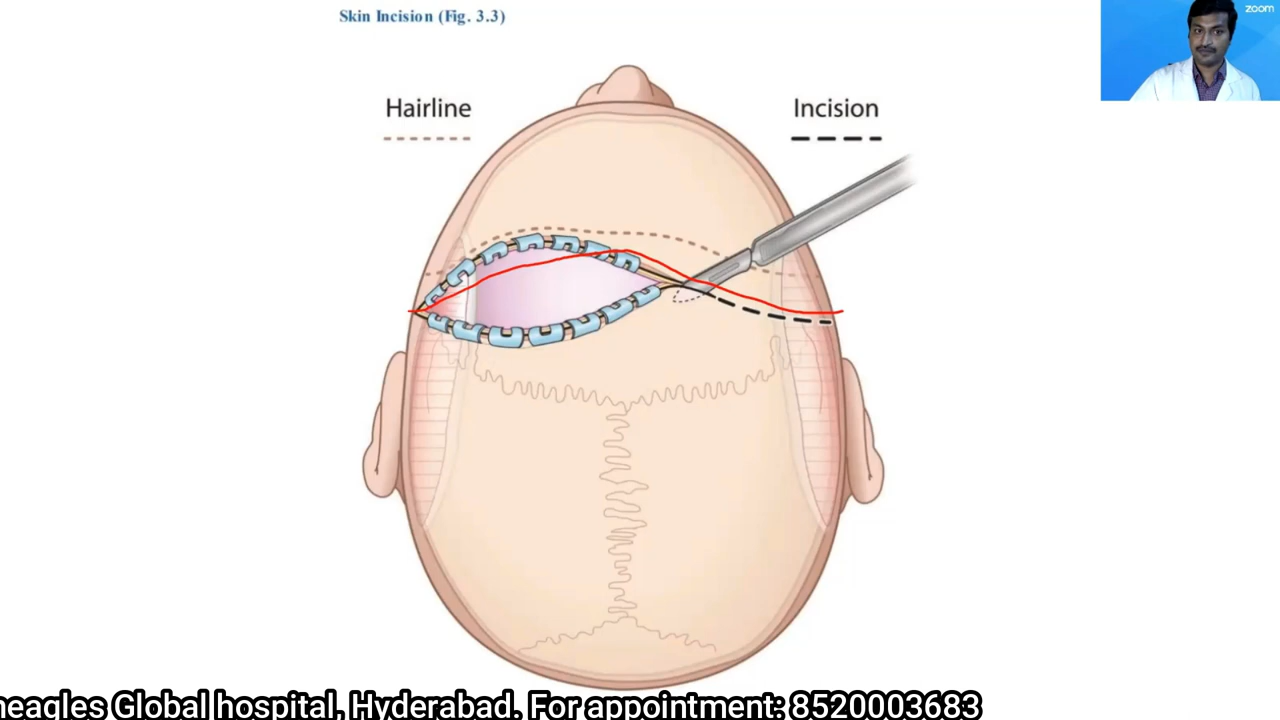 Skin Incision (Fig. 3.3)
zoom
Hairline
Incision
neagles Global hospital, Hyderabad. For appointment: 8520003683